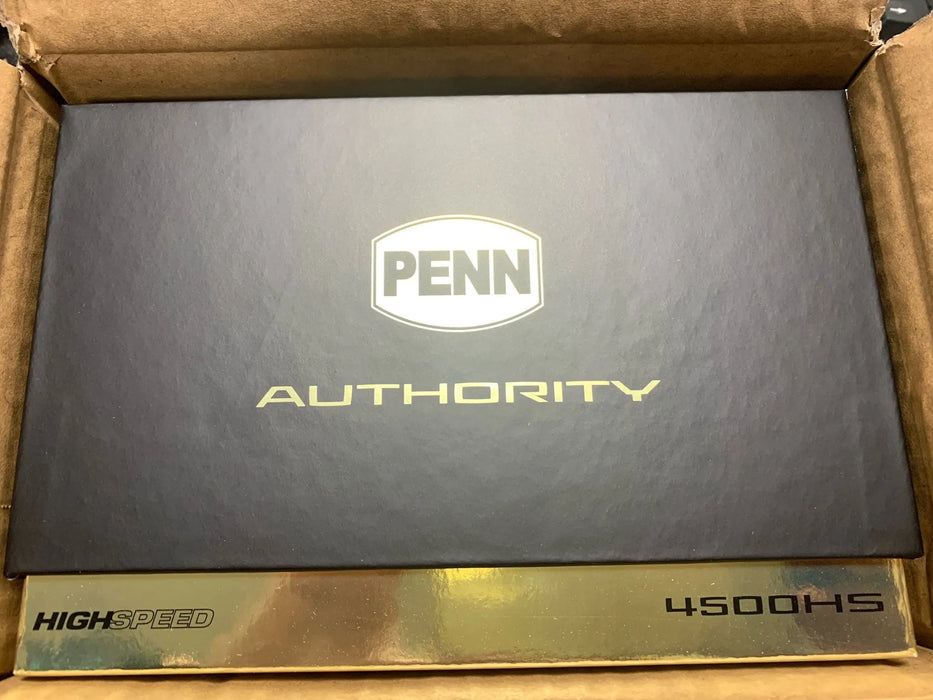 PENN
AUTHORITY
HIGHSPEED
4500HS